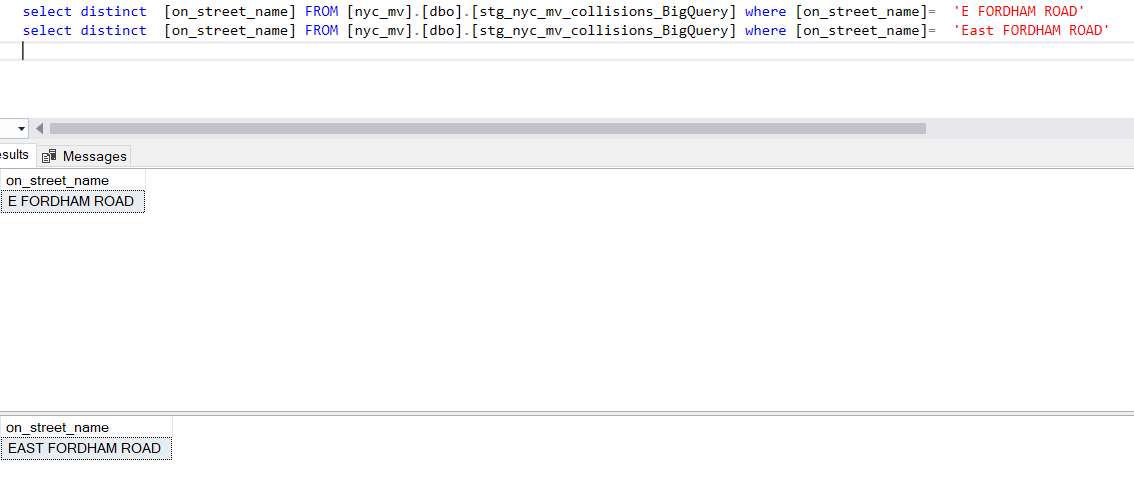 select distinct  [on_street_name] FROM [nyc_mv].[dbo].[stg_nyc_mv_collisions_BigQuery] where [on_street_name]=  'E FORDHAM ROAD'
select distinct  [on_street_name] FROM [nyc_mv].[dbo].[stg_nyc_mv_collisions_BigQuery] where [on_street_name]=  'East FORDHAM ROAD'
esults Messages
on_street_name
E FORDHAM ROAD
on_street_name
EAST FORDHAM ROAD